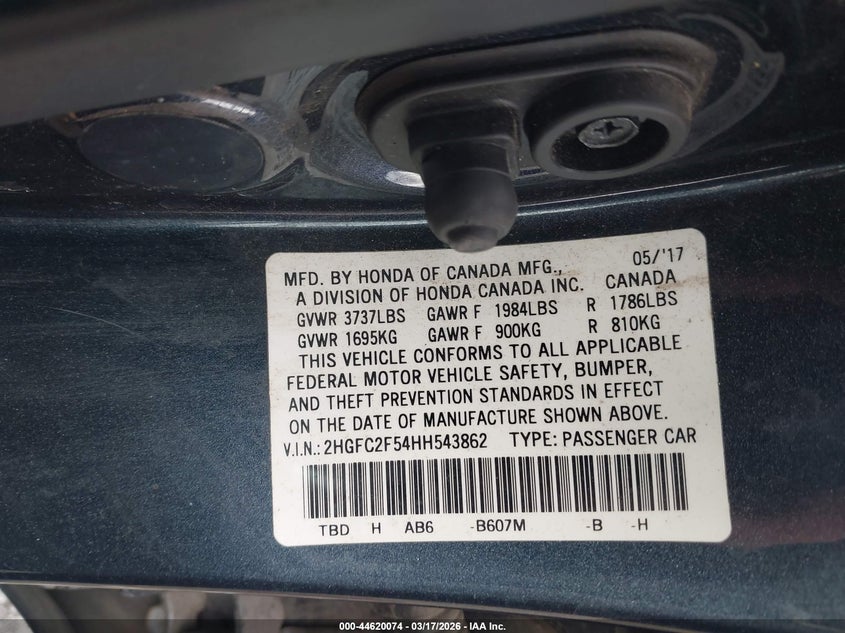 MFD. BY HONDA OF CANADA MFG., 05/'17
A DIVISION OF HONDA CANADA INC. CANADA
GVWR 3737LBS GAWR F 1984LBS R 1786LBS
GVWR 1695KG GAWR F 900KG R 810KG
THIS VEHICLE CONFORMS TO ALL APPLICABLE
FEDERAL MOTOR VEHICLE SAFETY, BUMPER,
AND THEFT PREVENTION STANDARDS IN EFFECT
ON THE DATE OF MANUFACTURE SHOWN ABOVE.
V.I.N.: 2HGFC2F54HH543862 TYPE: PASSENGER CAR
TBD H AB6 -B607M -B -H
000-44620074 | 03/17/2026 - IAA Inc.